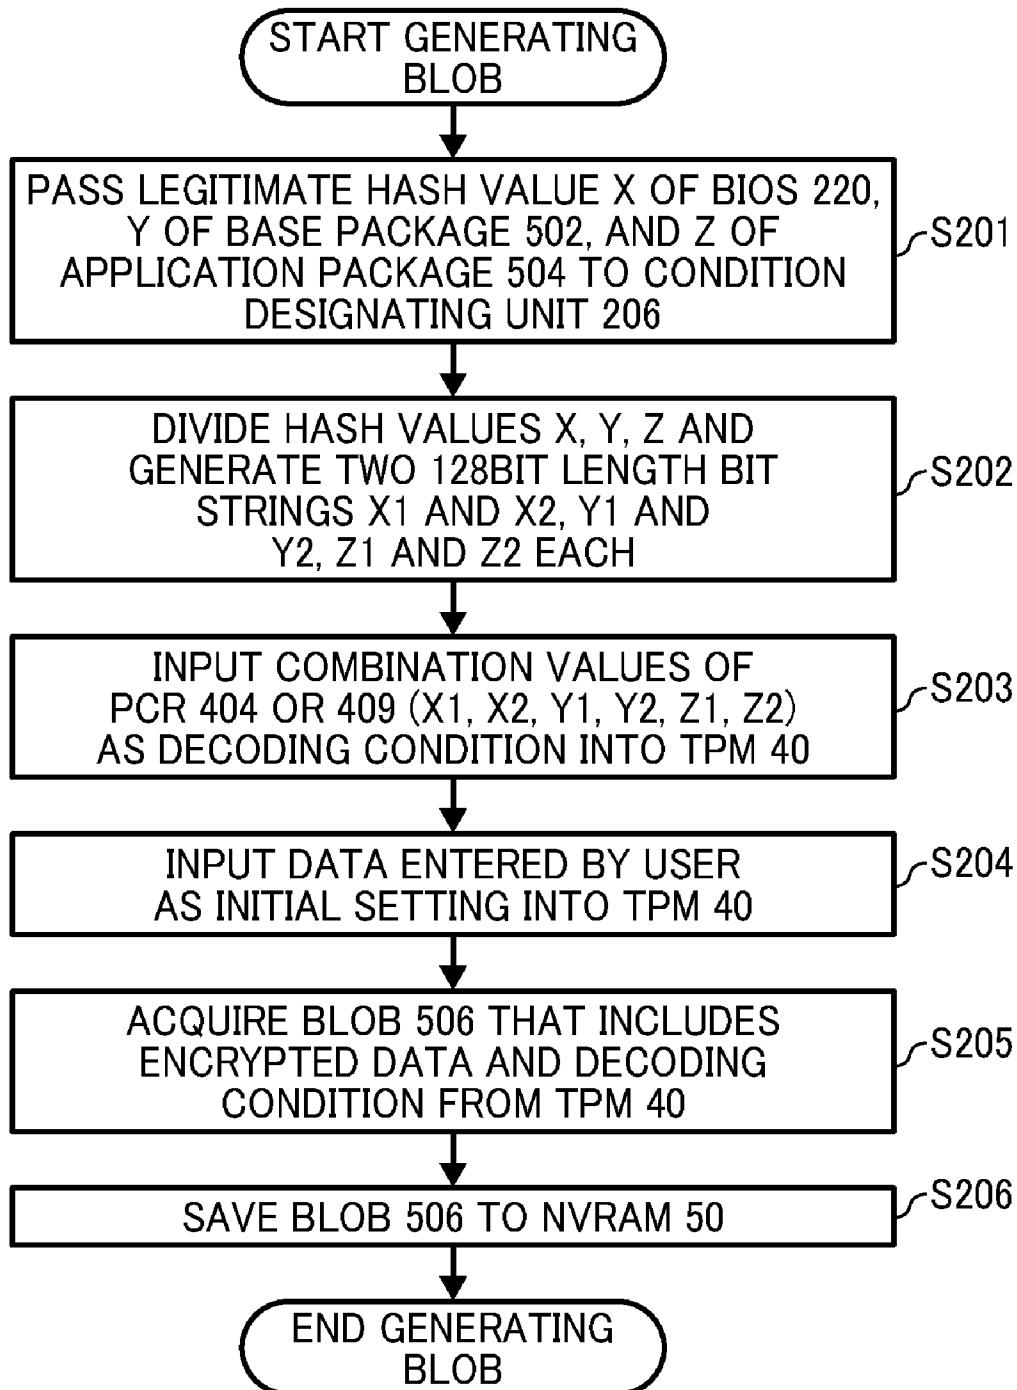 START GENERATING
BLOB
PASS LEGITIMATE HASH VALUE X OF BIOS 220,
Y OF BASE PACKAGE 502, AND Z OF
APPLICATION PACKAGE 504 TO CONDITION
DESIGNATING UNIT 206
S201
DIVIDE HASH VALUES X, Y, Z AND
GENERATE TWO 128BIT LENGTH BIT
STRINGS X1 AND X2, Y1 AND
Y2, Z1 AND Z2 EACH
S202
INPUT COMBINATION VALUES OF
PCR 404 OR 409 (X1, X2, Y1, Y2, Z1, Z2)
AS DECODING CONDITION INTO TPM 40
S203
INPUT DATA ENTERED BY USER
AS INITIAL SETTING INTO TPM 40
S204
ACQUIRE BLOB 506 THAT INCLUDES
ENCRYPTED DATA AND DECODING
CONDITION FROM TPM 40
S205
SAVE BLOB 506 TO NVRAM 50
S206
END GENERATING
BLOB